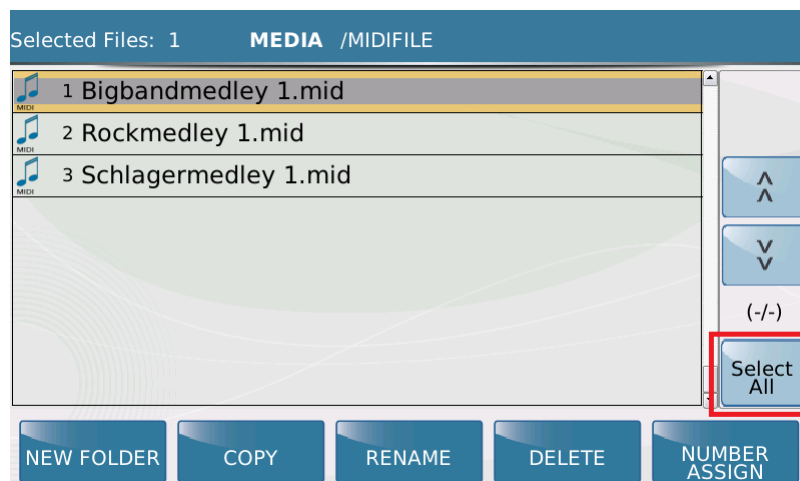 Selected Files: 1 MEDIA /MIDIFILE
MIDI 1 Bigbandmedley 1.mid
MIDI 2 Rockmedley 1.mid
MIDI 3 Schlagermedley 1.mid
(-/-)
Select
All
NEW FOLDER COPY RENAME DELETE NUMBER
ASSIGN